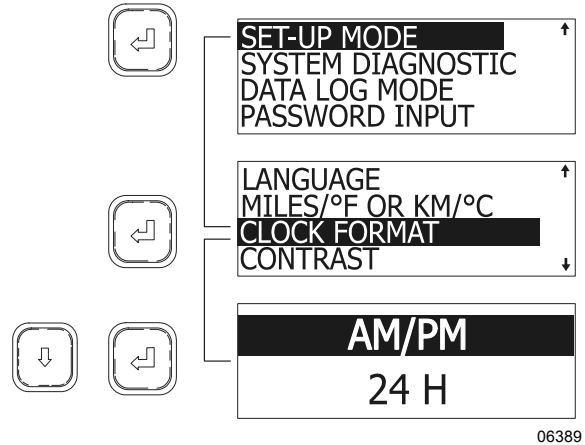 SET-UP MODE
SYSTEM DIAGNOSTIC
DATA LOG MODE
PASSWORD INPUT
LANGUAGE
MILES/°F OR KM/°C
CLOCK FORMAT
CONTRAST
AM/PM
24 H
06389